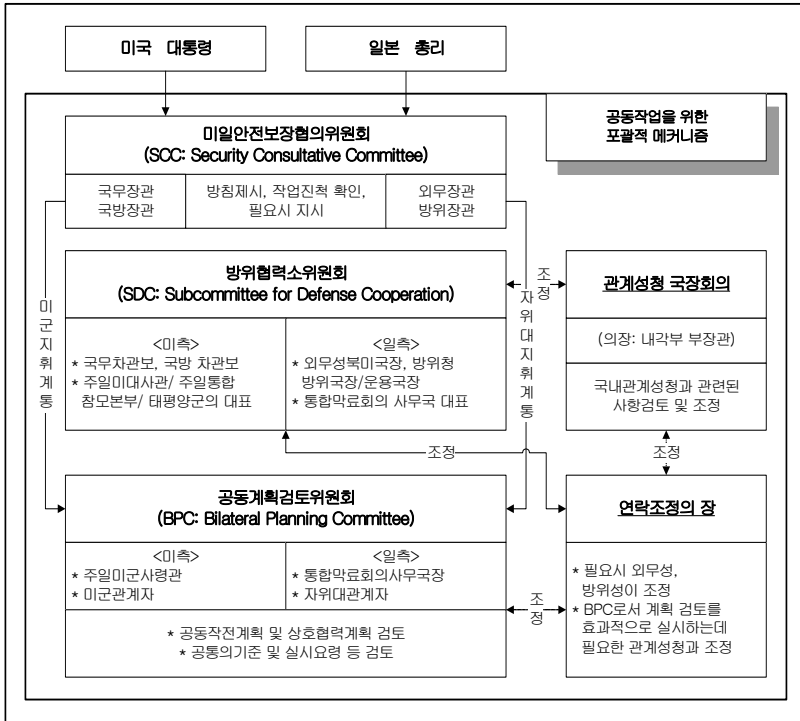 미국 대통령
일본 총리
공동작업을 위한
포괄적 메커니즘
미일안전보장협의위원회
(SCC: Security Consultative Committee)
국무장관
국방장관
방침제시, 작업진척 확인,
필요시 지시
외무장관
방위장관
미군지휘계통
자위대지휘계통
방위협력소위원회
(SDC: Subcommittee for Defense Cooperation)
<미측>
* 국무차관보, 국방 차관보
* 주일미대사관/ 주일통합
참모본부/ 태평양군의 대표
<일측>
* 외무성북미국장, 방위청
방위국장/운용국장
* 통합막료회의 사무국 대표
조정
관계성청 국장회의
(의장: 내각부 부장관)
국내관계성청과 관련된
사항검토 및 조정
조정
조정
공동계획검토위원회
(BPC: Bilateral Planning Committee)
<미측>
* 주일미군사령관
* 미군관계자
<일측>
* 통합막료회의사무국장
* 자위대관계자
* 공동작전계획 및 상호협력계획 검토
* 공통의기준 및 실시요령 등 검토
조정
연락조정의 장
* 필요시 외무성,
방위성이 조정
* BPC로서 계획 검토를
효과적으로 실시하는데
필요한 관계성청과 조정